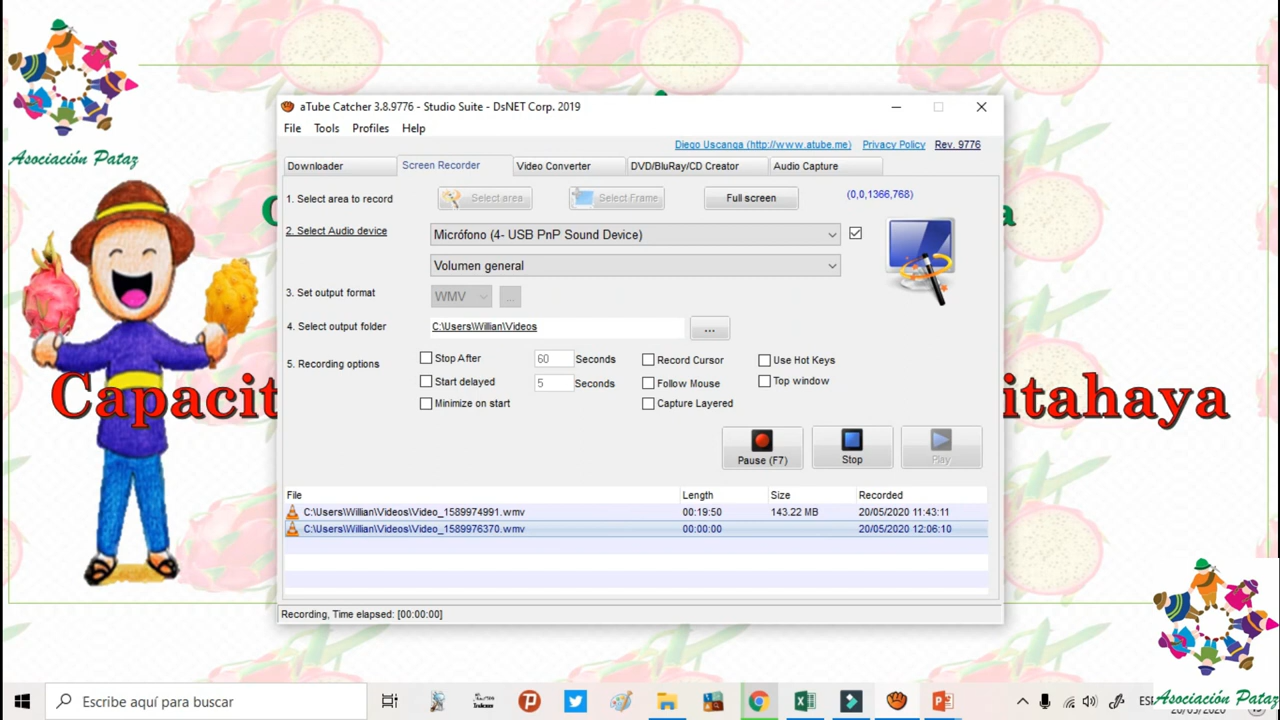 Asociación Pataz
aTube Catcher 3.8.9776 - Studio Suite - DsNET Corp. 2019
File Tools Profiles Help
Diego Uscanga (http://www.atube.me) Privacy Policy Rev. 9776
Downloader Screen Recorder Video Converter DVD/BluRay/CD Creator Audio Capture
1. Select area to record Select area Select Frame Full screen (0,0,1366,768)
2. Select Audio device Micrófono (4- USB PnP Sound Device)
Volumen general
3. Set output format WMV ...
4. Select output folder C:\Users\Willian\Videos ...
5. Recording options Stop After 60 Seconds Record Cursor Use Hot Keys
Start delayed 5 Seconds Follow Mouse Top window
Minimize on start Capture Layered
Capacit itahaya
Pause (F7) Stop Play
File Length Size Recorded
C:\Users\Willian\Videos\Video_1589974991.wmv 00:19:50 143.22 MB 20/05/2020 11:43:11
C:\Users\Willian\Videos\Video_1589976370.wmv 00:00:00 20/05/2020 12:06:10
Recording, Time elapsed: [00:00:00]
Escribe aquí para buscar
Asociación Pataz